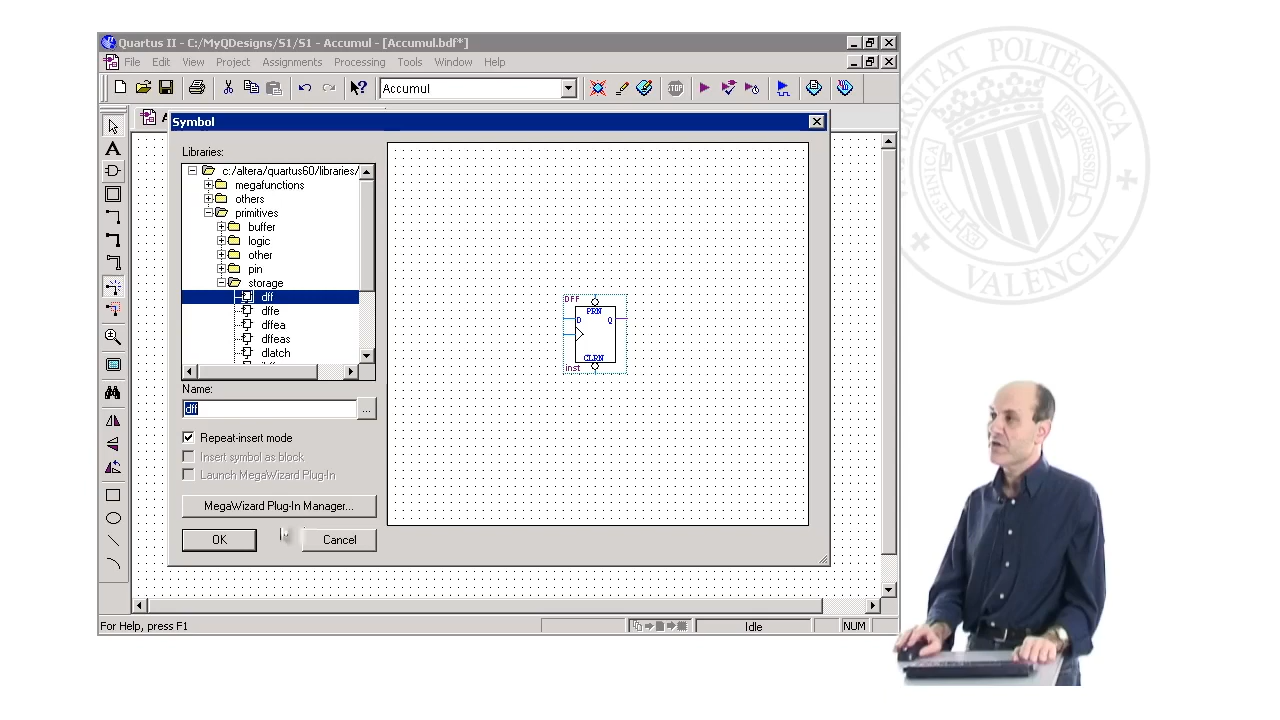 Quartus II - C:/MyQDesigns/S1/S1 - Accumul - [Accumul.bdf*]
File Edit View Project Assignments Processing Tools Window Help
Accumul
STOP
Symbol
Libraries:
c:/altera/quartus60/libraries/
megafunctions
others
primitives
buffer
logic
other
pin
storage
dff
dffe
dffea
dffeas
dlatch
Name:
dff
...
Repeat-insert mode
Insert symbol as block
Launch MegaWizard Plug-In
MegaWizard Plug-In Manager...
OK
Cancel
DFF
PRN
D
Q
CLRN
inst
For Help, press F1
Idle
NUM
POLITÈCNICA
VALÈNCIA